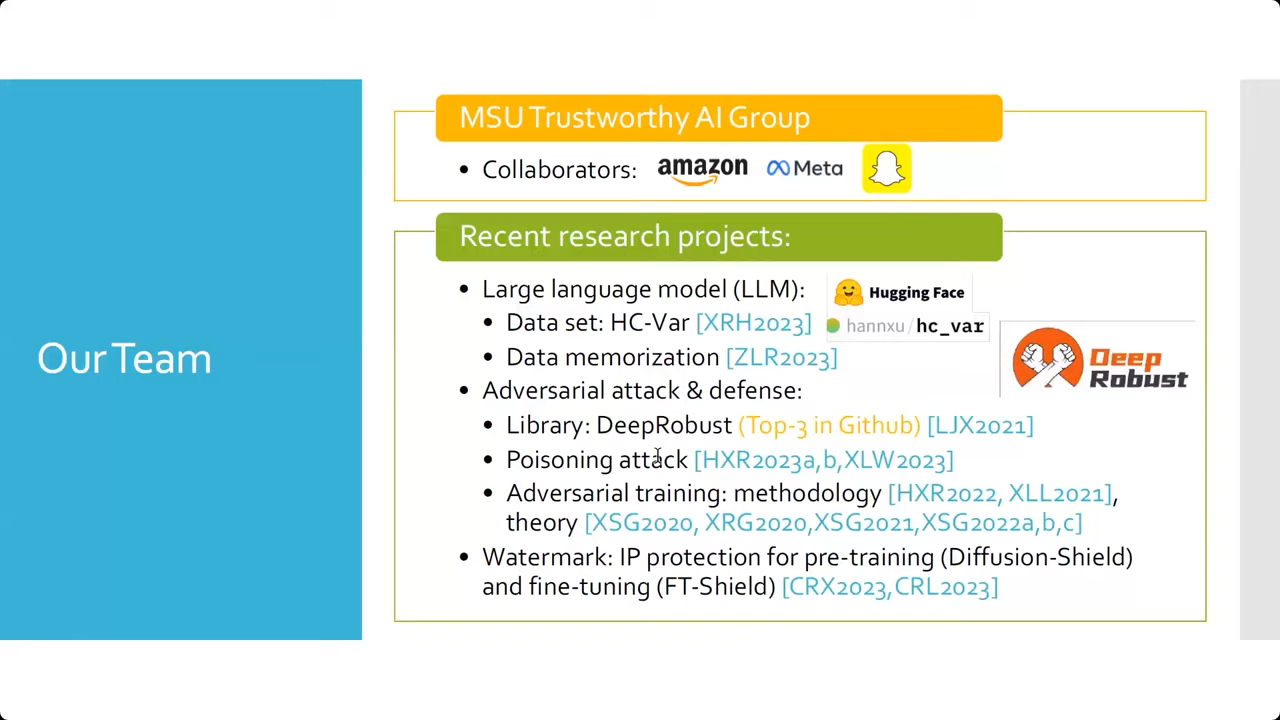 Our Team
MSU Trustworthy AI Group
• Collaborators: amazon Meta
Recent research projects:
• Large language model (LLM): Hugging Face
• Data set: HC-Var [XRH2023] hannxu/hc_var
• Data memorization [ZLR2023]
Deep
Robust
• Adversarial attack & defense:
• Library: DeepRobust (Top-3 in Github) [LJX2021]
• Poisoning attack [HXR2023a,b,XLW2023]
• Adversarial training: methodology [HXR2022, XLL2021],
theory [XSG2020, XRG2020,XSG2021,XSG2022a,b,c]
• Watermark: IP protection for pre-training (Diffusion-Shield)
and fine-tuning (FT-Shield) [CRX2023,CRL2023]